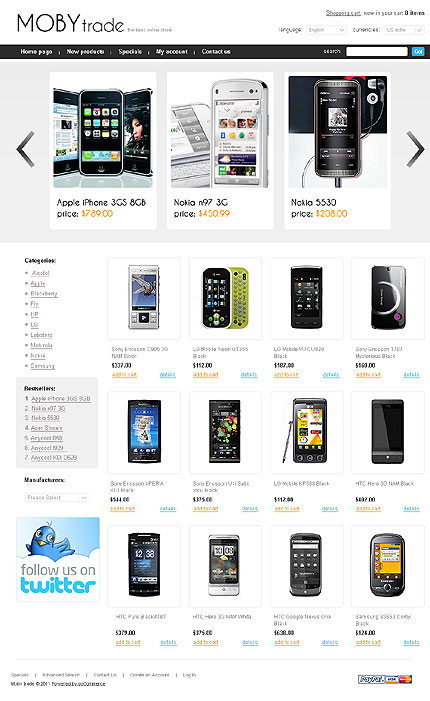 MOBY trade the best online store
Shopping cart: now in your cart 0 items
language: English currencies: US dollar
Home page | New products | Specials | My account | Contact us
search: Go!
Apple iPhone 3GS 8GB
price: $789.00
Nokia n97 3G
price: $450.99
Nokia 5530
price: $208.00
Categories:
Alcatel
Apple
Blackberry
Fly
HP
LG
Lobsters
Motorola
Nokia
Samsung
Bestsellers:
1. Apple iPhone 3GS 8GB
2. Nokia n97 3G
3. Nokia 5530
4. Acer Stream
5. Anycool D58
6. Anycool M29
7. Anycool KDI D52B
Manufacturers:
Please Select
follow us on
twitter
Sony Ericsson C905 3G
NAM Silver
$337.00
add to cart details
LG Mobile Neon GT365
Black
$112.00
add to cart details
LG Mobile VU CU920
Black
$187.00
add to cart details
Sony Ericsson T707
Mysterious Black
$160.00
add to cart details
Sony Ericsson XPERIA
X10 Black
$544.00
add to cart details
Sony Ericsson U1i Satio
Black
$375.00
add to cart details
LG Mobile KP500 Black
$112.00
add to cart details
HTC Hero 3G NAM Black
$402.00
add to cart details
HTC Pure Black AT&T
$379.00
add to cart details
HTC Hero 3G NAM White
$375.00
add to cart details
HTC Google Nexus One
Black
$638.00
add to cart details
Samsung S3653 Corby
Black
$124.00
add to cart details
Specials | Advanced Search | Contact Us | Create an Account | Log In
Mobi Trade © 2011 Powered by osCommerce
PayPal VISA